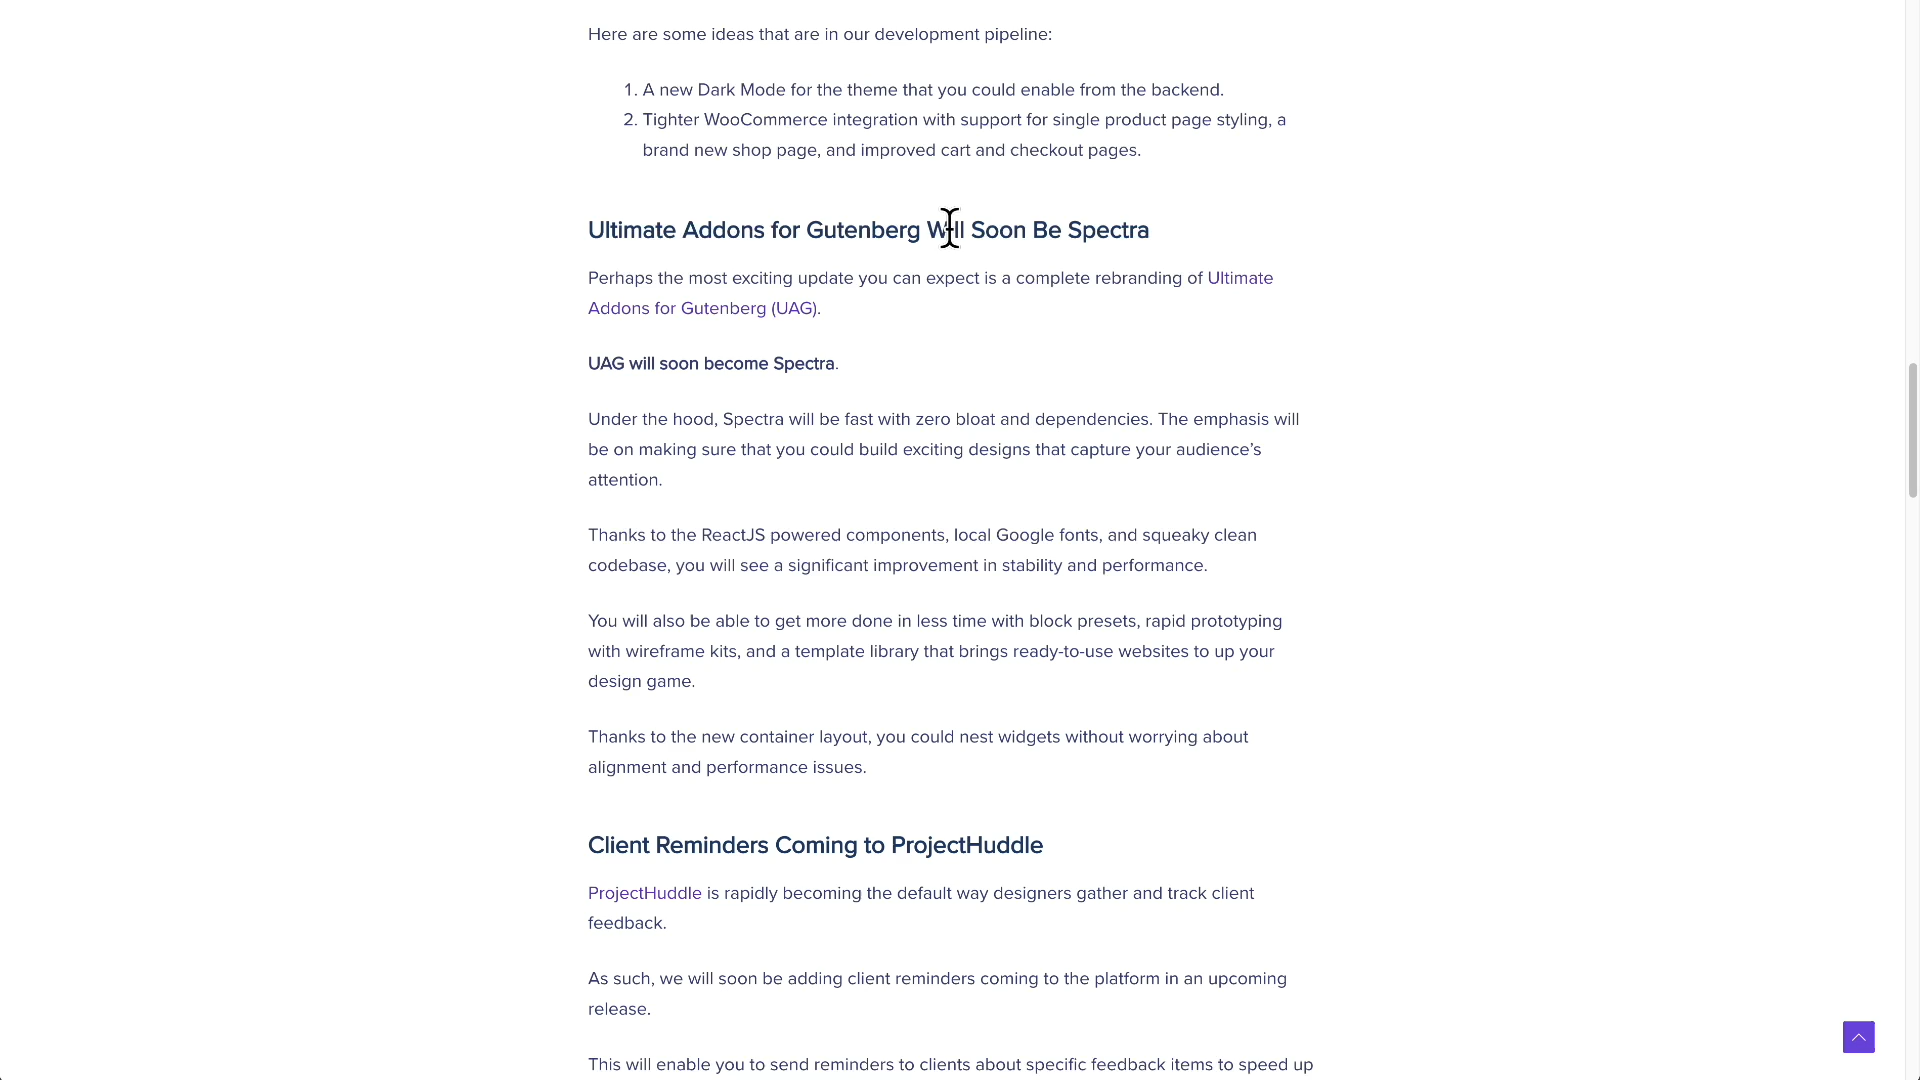 Here are some ideas that are in our development pipeline:
1. A new Dark Mode for the theme that you could enable from the backend.
2. Tighter WooCommerce integration with support for single product page styling, a
brand new shop page, and improved cart and checkout pages.
Ultimate Addons for Gutenberg Will Soon Be Spectra
Perhaps the most exciting update you can expect is a complete rebranding of Ultimate
Addons for Gutenberg (UAG).
UAG will soon become Spectra.
Under the hood, Spectra will be fast with zero bloat and dependencies. The emphasis will
be on making sure that you could build exciting designs that capture your audience’s
attention.
Thanks to the ReactJS powered components, local Google fonts, and squeaky clean
codebase, you will see a significant improvement in stability and performance.
You will also be able to get more done in less time with block presets, rapid prototyping
with wireframe kits, and a template library that brings ready-to-use websites to up your
design game.
Thanks to the new container layout, you could nest widgets without worrying about
alignment and performance issues.
Client Reminders Coming to ProjectHuddle
ProjectHuddle is rapidly becoming the default way designers gather and track client
feedback.
As such, we will soon be adding client reminders coming to the platform in an upcoming
release.
This will enable you to send reminders to clients about specific feedback items to speed up